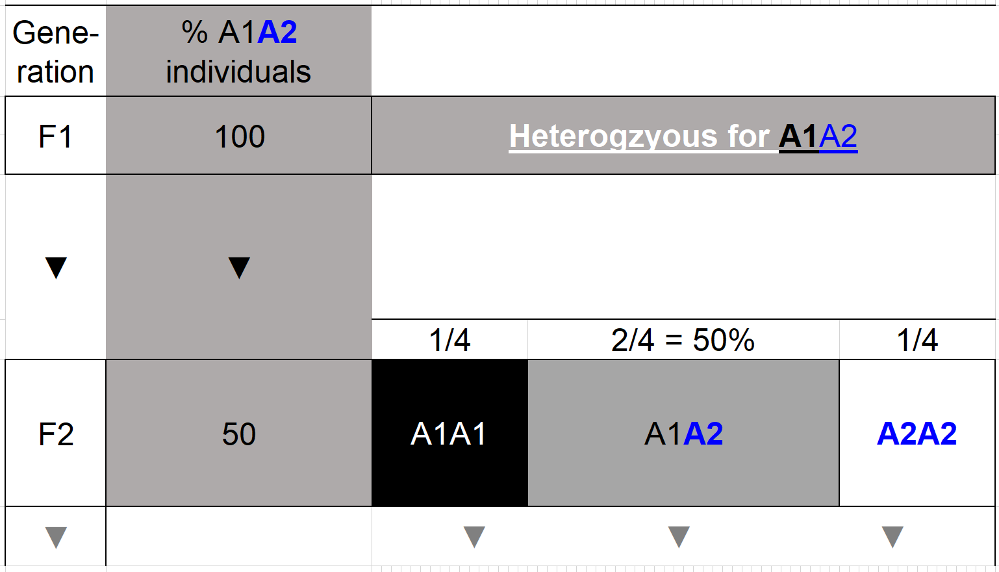 Gene-
ration
% A1A2
individuals
F1
100
Heterogzyous for A1A2
▼
▼
1/4
2/4 = 50%
1/4
F2
50
A1A1
A1A2
A2A2
▼
▼
▼
▼